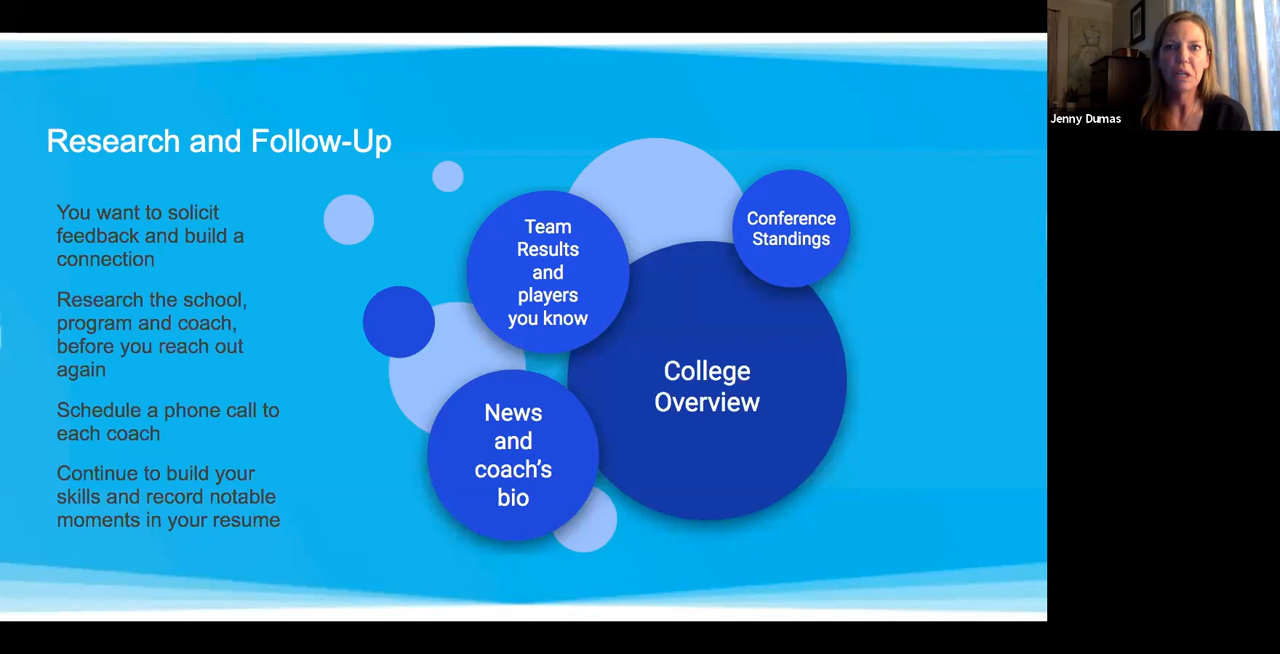 Research and Follow-Up
You want to solicit
feedback and build a
connection
Research the school,
program and coach,
before you reach out
again
Schedule a phone call to
each coach
Continue to build your
skills and record notable
moments in your resume
Team
Results
and
players
you know
Conference
Standings
College
Overview
News
and
coach's
bio
Jenny Dumas